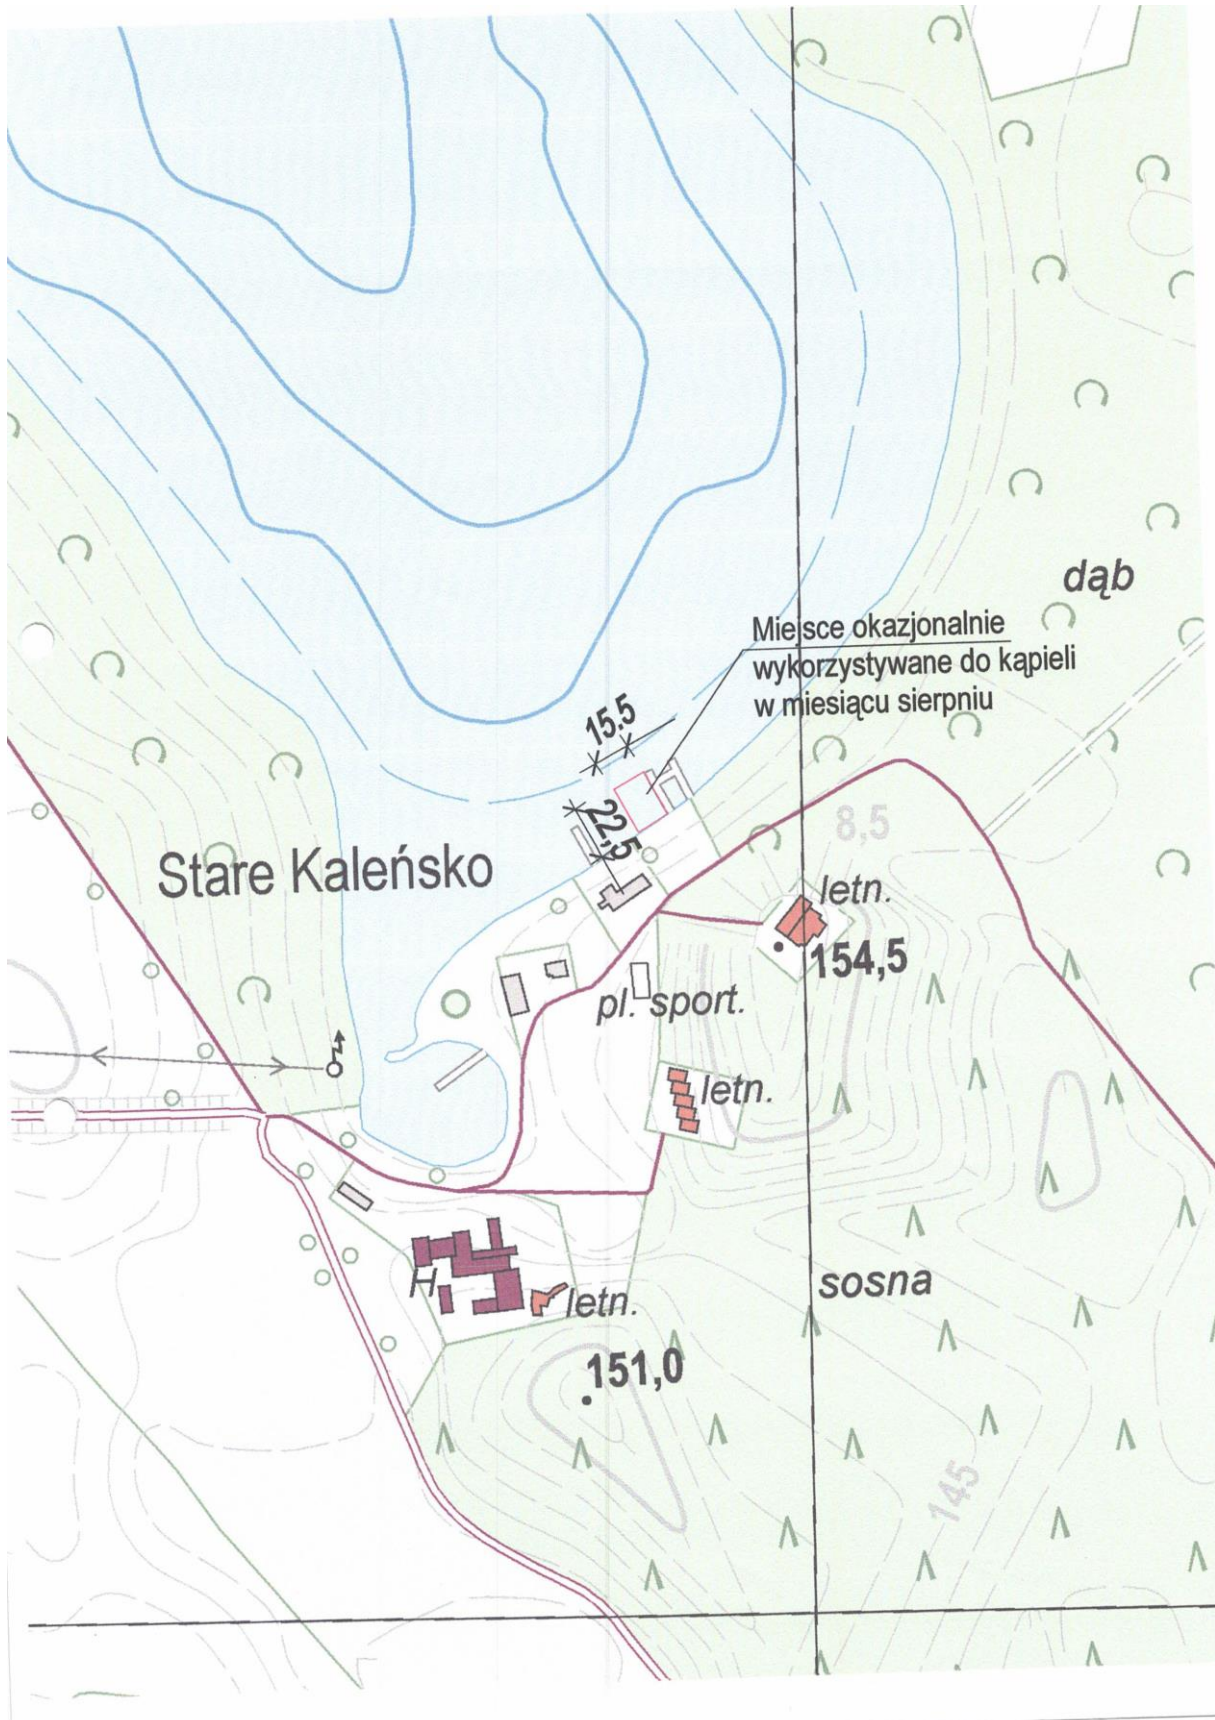 dąb
Miejsce okazjonalnie
wykorzystywane do kąpieli
w miesiącu sierpniu
15.5
22,5
8,5
Stare Kaleńsko
letn.
154,5
pl. sport.
letn.
H
letn.
sosna
151,0
145